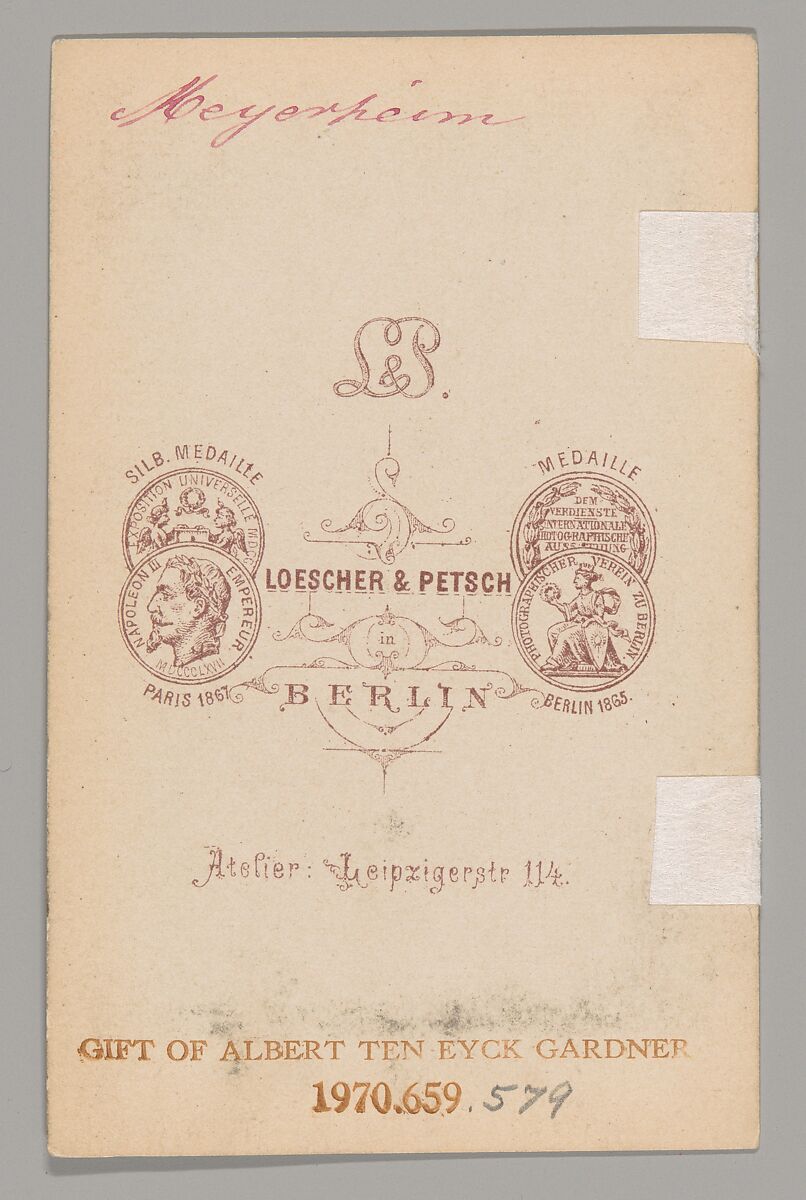 Meyerheim
L&P.
SILB. MEDAILLE
EXPOSITION UNIVERSELLE MDCC
NAPOLEON III EMPEREUR
MDCCCLXVII
PARIS 1867
MEDAILLE
DEM
VERDIENSTE
INTERNATIONALE
PHOTOGRAPHISCHE
AUSSTELLUNG
PHOTOGRAPHISCHER VEREIN ZU BERLIN
BERLIN 1865.
LOESCHER & PETSCH
in
BERLIN
Atelier: Leipzigerstr 114.
GIFT OF ALBERT TEN EYCK GARDNER
1970.659.579